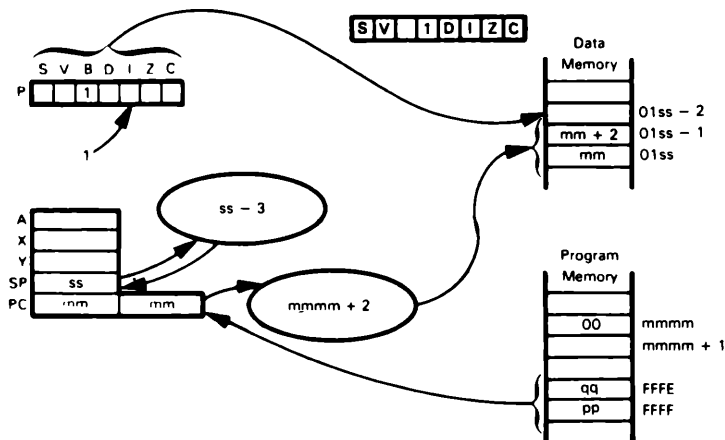 S V 1 D I Z C
Data
Memory
S V B D I Z C
P 1
01ss - 2
mm + 2 01ss - 1
mm 01ss
1
A
X
Y
SP ss
PC mm mm
ss - 3
mmmm + 2
Program
Memory
00 mmmm
mmmm + 1
qq FFFE
pp FFFF